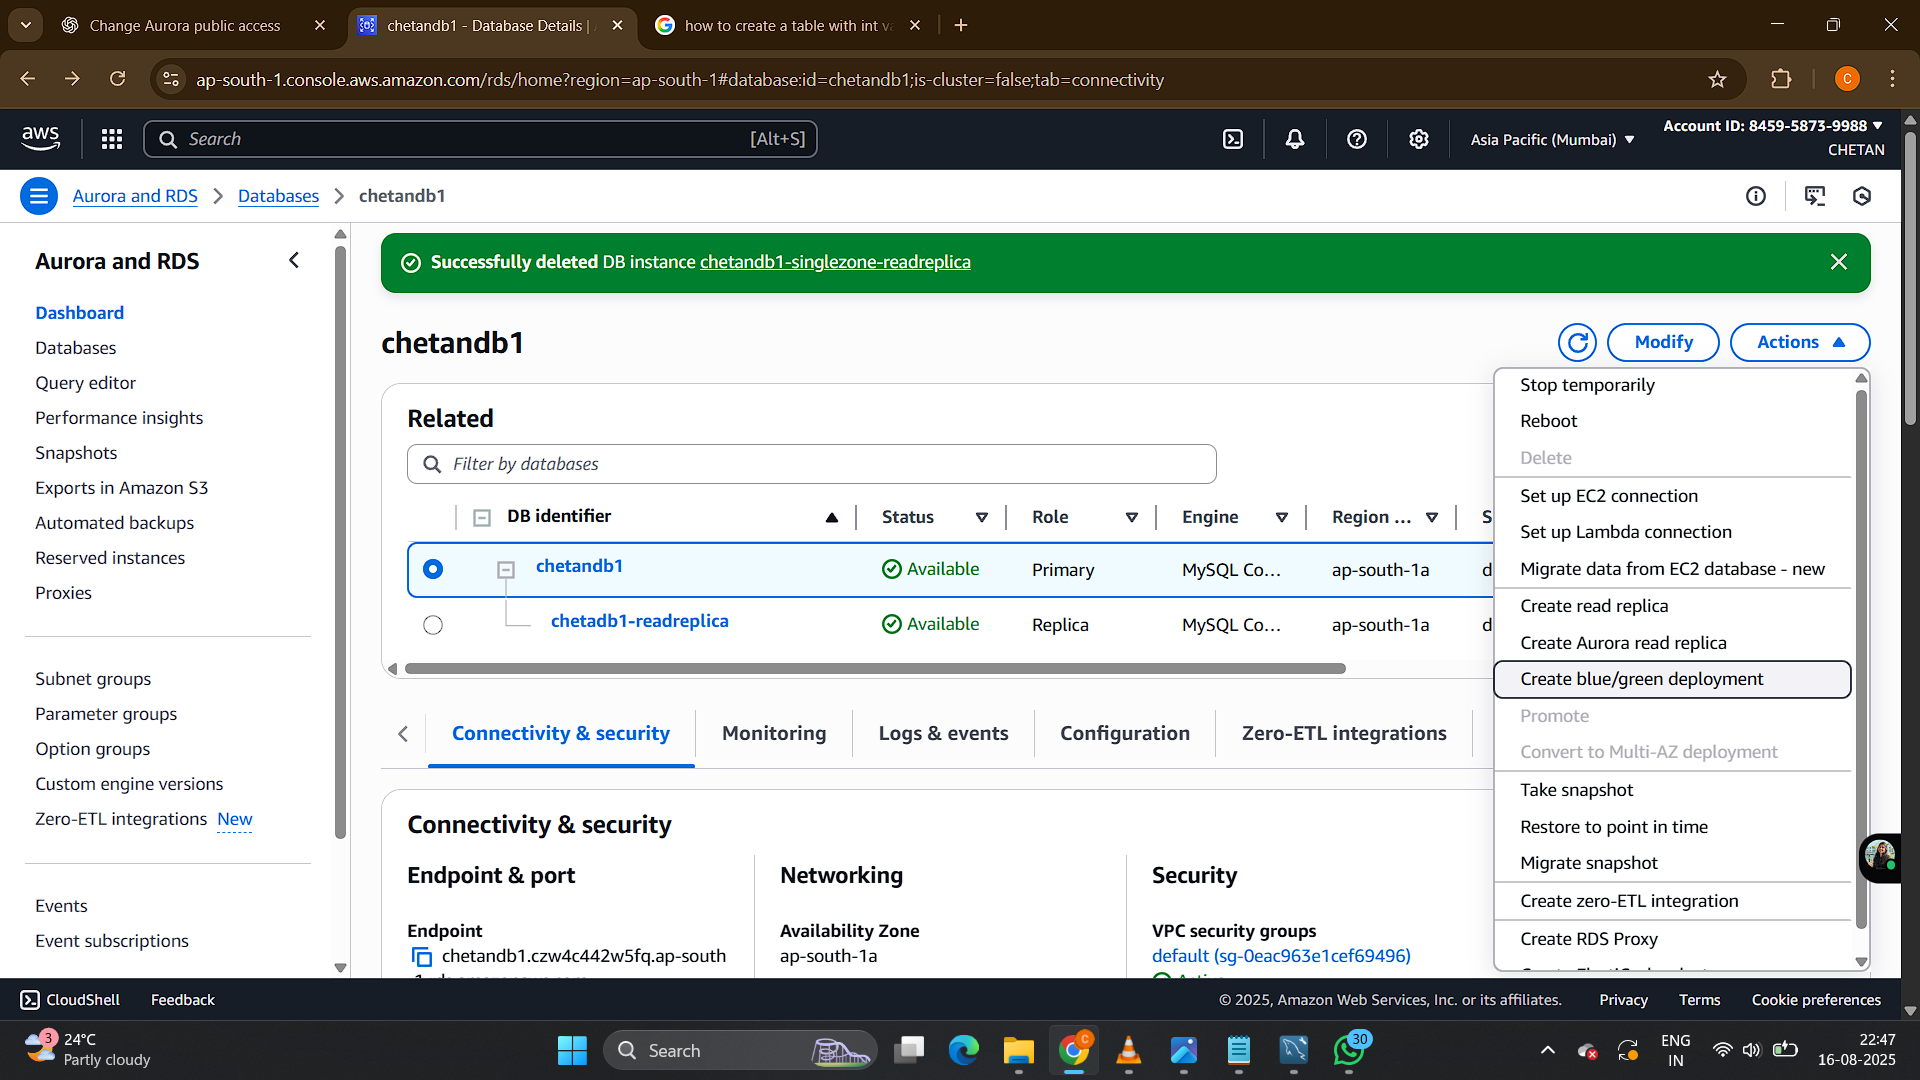 Change Aurora public access
chetandb1 - Database Details |
how to create a table with int va
ap-south-1.console.aws.amazon.com/rds/home?region=ap-south-1#database:id=chetandb1;is-cluster=false;tab=connectivity
C
aws
Search
[Alt+S]
Asia Pacific (Mumbai)
Account ID: 8459-5873-9988
CHETAN
Aurora and RDS
Databases
chetandb1
Aurora and RDS
Dashboard
Databases
Query editor
Performance insights
Snapshots
Exports in Amazon S3
Automated backups
Reserved instances
Proxies
Subnet groups
Parameter groups
Option groups
Custom engine versions
Zero-ETL integrations New
Events
Event subscriptions
Successfully deleted DB instance chetandb1-singlezone-readreplica
chetandb1
Modify
Actions
Related
Filter by databases
DB identifier
Status
Role
Engine
Region ...
S
chetandb1
Available
Primary
MySQL Co...
ap-south-1a
d
chetadb1-readreplica
Available
Replica
MySQL Co...
ap-south-1a
d
Stop temporarily
Reboot
Delete
Set up EC2 connection
Set up Lambda connection
Migrate data from EC2 database - new
Create read replica
Create Aurora read replica
Create blue/green deployment
Promote
Convert to Multi-AZ deployment
Take snapshot
Restore to point in time
Migrate snapshot
Create zero-ETL integration
Create RDS Proxy
Connectivity & security
Monitoring
Logs & events
Configuration
Zero-ETL integrations
Connectivity & security
Endpoint & port
Endpoint
chetandb1.czw4c442w5fq.ap-south
Networking
Availability Zone
ap-south-1a
Security
VPC security groups
default (sg-0eac963e1cef69496)
CloudShell
Feedback
© 2025, Amazon Web Services, Inc. or its affiliates.
Privacy
Terms
Cookie preferences
3
24°C
Partly cloudy
Search
C
30
ENG
IN
22:47
16-08-2025